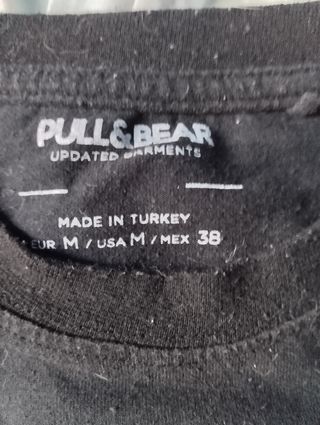 PULL&BEAR
UPDATED GARMENTS
MADE IN TURKEY
EUR M / USA M / MEX 38